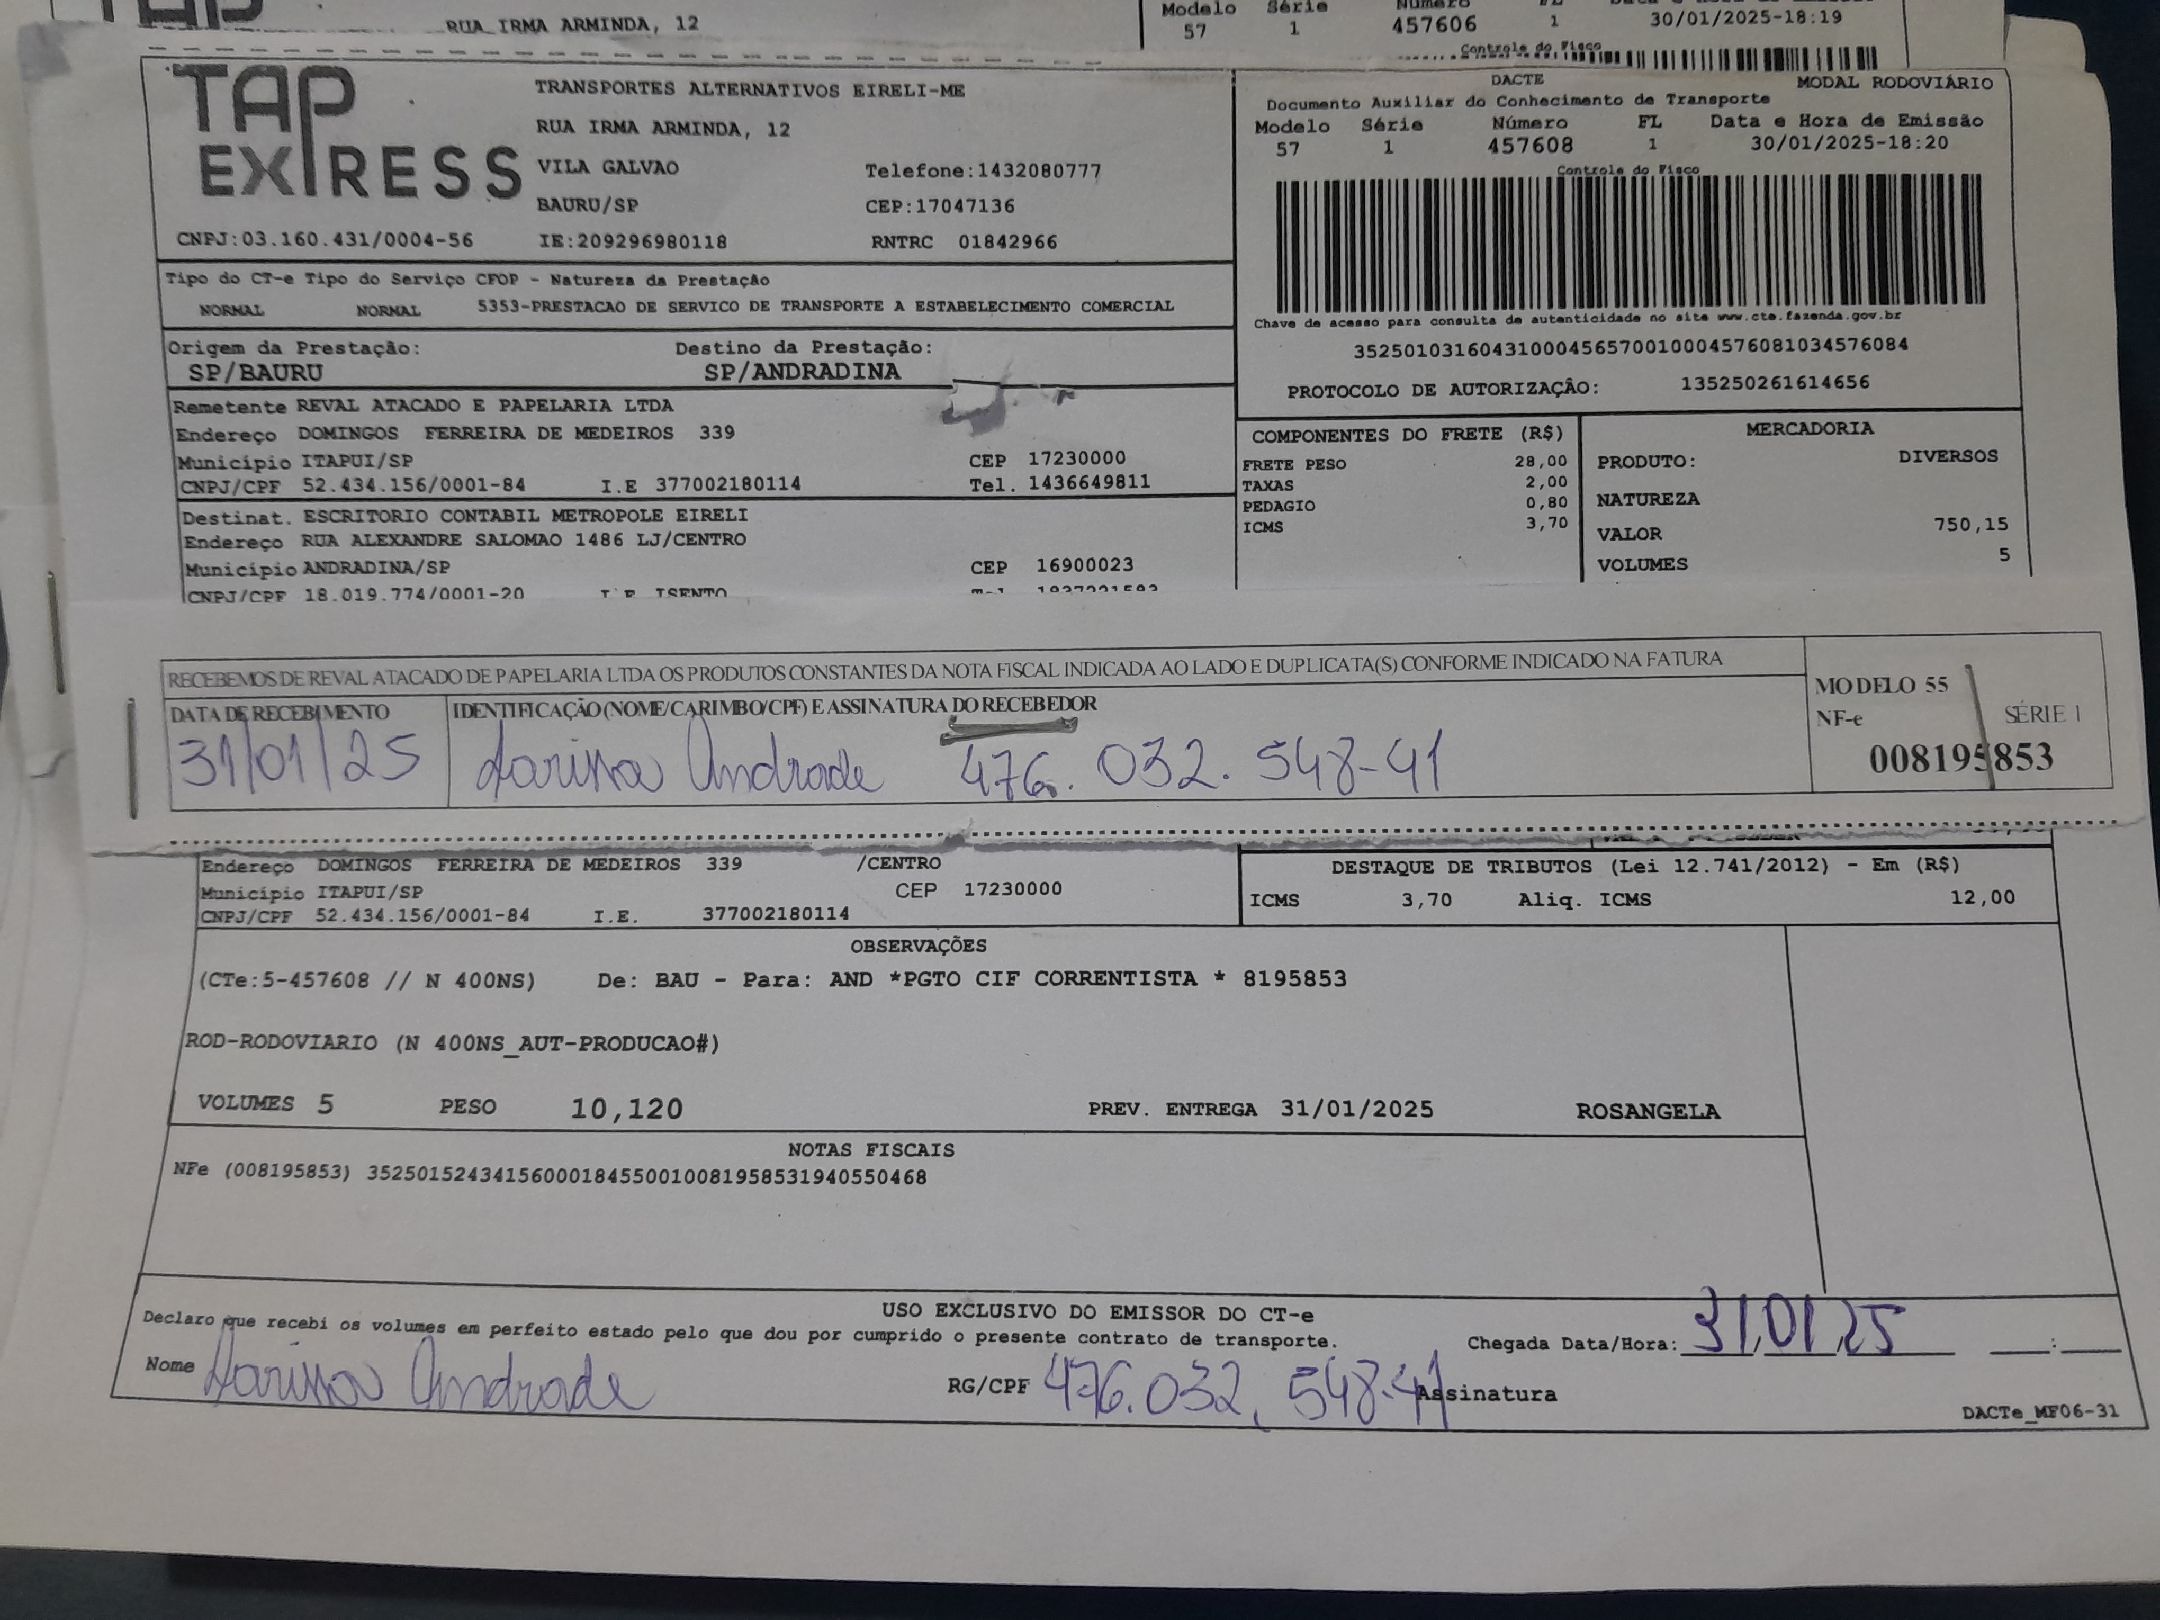 RUA IRMA ARMINDA, 12
Modelo Série Número
57 1 457606 1 30/01/2025-18:19
Controle do Fisco
TAP EXPRESS
TRANSPORTES ALTERNATIVOS EIRELI-ME
RUA IRMA ARMINDA, 12
VILA GALVAO Telefone:1432080777
BAURU/SP CEP:17047136
CNPJ:03.160.431/0004-56 IE:209296980118 RNTRC 01842966
DACTE MODAL RODOVIÁRIO
Documento Auxiliar do Conhecimento de Transporte
Modelo Série Número FL Data e Hora de Emissão
57 1 457608 1 30/01/2025-18:20
Controle do Fisco
Chave de acesso para consulta de autenticidade no site www.cte.fazenda.gov.br
35250103160431000456570010004576081034576084
PROTOCOLO DE AUTORIZAÇÃO: 135250261614656
Tipo do CT-e Tipo do Serviço CFOP - Natureza da Prestação
NORMAL NORMAL 5353-PRESTACAO DE SERVICO DE TRANSPORTE A ESTABELECIMENTO COMERCIAL
Origem da Prestação: Destino da Prestação:
SP/BAURU SP/ANDRADINA
Remetente REVAL ATACADO E PAPELARIA LTDA
Endereço DOMINGOS FERREIRA DE MEDEIROS 339
Município ITAPUI/SP CEP 17230000
CNPJ/CPF 52.434.156/0001-84 I.E 377002180114 Tel. 1436649811
Destinat. ESCRITORIO CONTABIL METROPOLE EIRELI
Endereço RUA ALEXANDRE SALOMAO 1486 LJ/CENTRO
Município ANDRADINA/SP CEP 16900023
CNPJ/CPF 18.019.774/0001-20 I.E ISENTO
COMPONENTES DO FRETE (R$)
FRETE PESO 28,00
TAXAS 2,00
PEDAGIO 0,80
ICMS 3,70
MERCADORIA
PRODUTO: DIVERSOS
NATUREZA
VALOR 750,15
VOLUMES 5
RECEBEMOS DE REVAL ATACADO DE PAPELARIA LTDA OS PRODUTOS CONSTANTES DA NOTA FISCAL INDICADA AO LADO E DUPLICATA(S) CONFORME INDICADO NA FATURA
DATA DE RECEBIMENTO IDENTIFICAÇÃO (NOME/CARIMBO/CPF) E ASSINATURA DO RECEBEDOR
31/01/25 Larissa Andrade 476.032.548-41
MODELO 55
NF-e SÉRIE 1
008195853
Endereço DOMINGOS FERREIRA DE MEDEIROS 339 /CENTRO
Município ITAPUI/SP CEP 17230000
CNPJ/CPF 52.434.156/0001-84 I.E. 377002180114
DESTAQUE DE TRIBUTOS (Lei 12.741/2012) - Em (R$)
ICMS 3,70 Aliq. ICMS 12,00
OBSERVAÇÕES
(CTe:5-457608 // N 400NS) De: BAU - Para: AND *PGTO CIF CORRENTISTA * 8195853
ROD-RODOVIARIO (N 400NS_AUT-PRODUCAO#)
VOLUMES 5 PESO 10,120 PREV. ENTREGA 31/01/2025 ROSANGELA
NOTAS FISCAIS
NFe (008195853) 35250152434156000184550010081958531940550468
USO EXCLUSIVO DO EMISSOR DO CT-e
Declaro que recebi os volumes em perfeito estado pelo que dou por cumprido o presente contrato de transporte.
Chegada Data/Hora: 31,01,25 :
Nome Larissa Andrade RG/CPF 476.032.548-41 Assinatura
DACTe_MF06-31